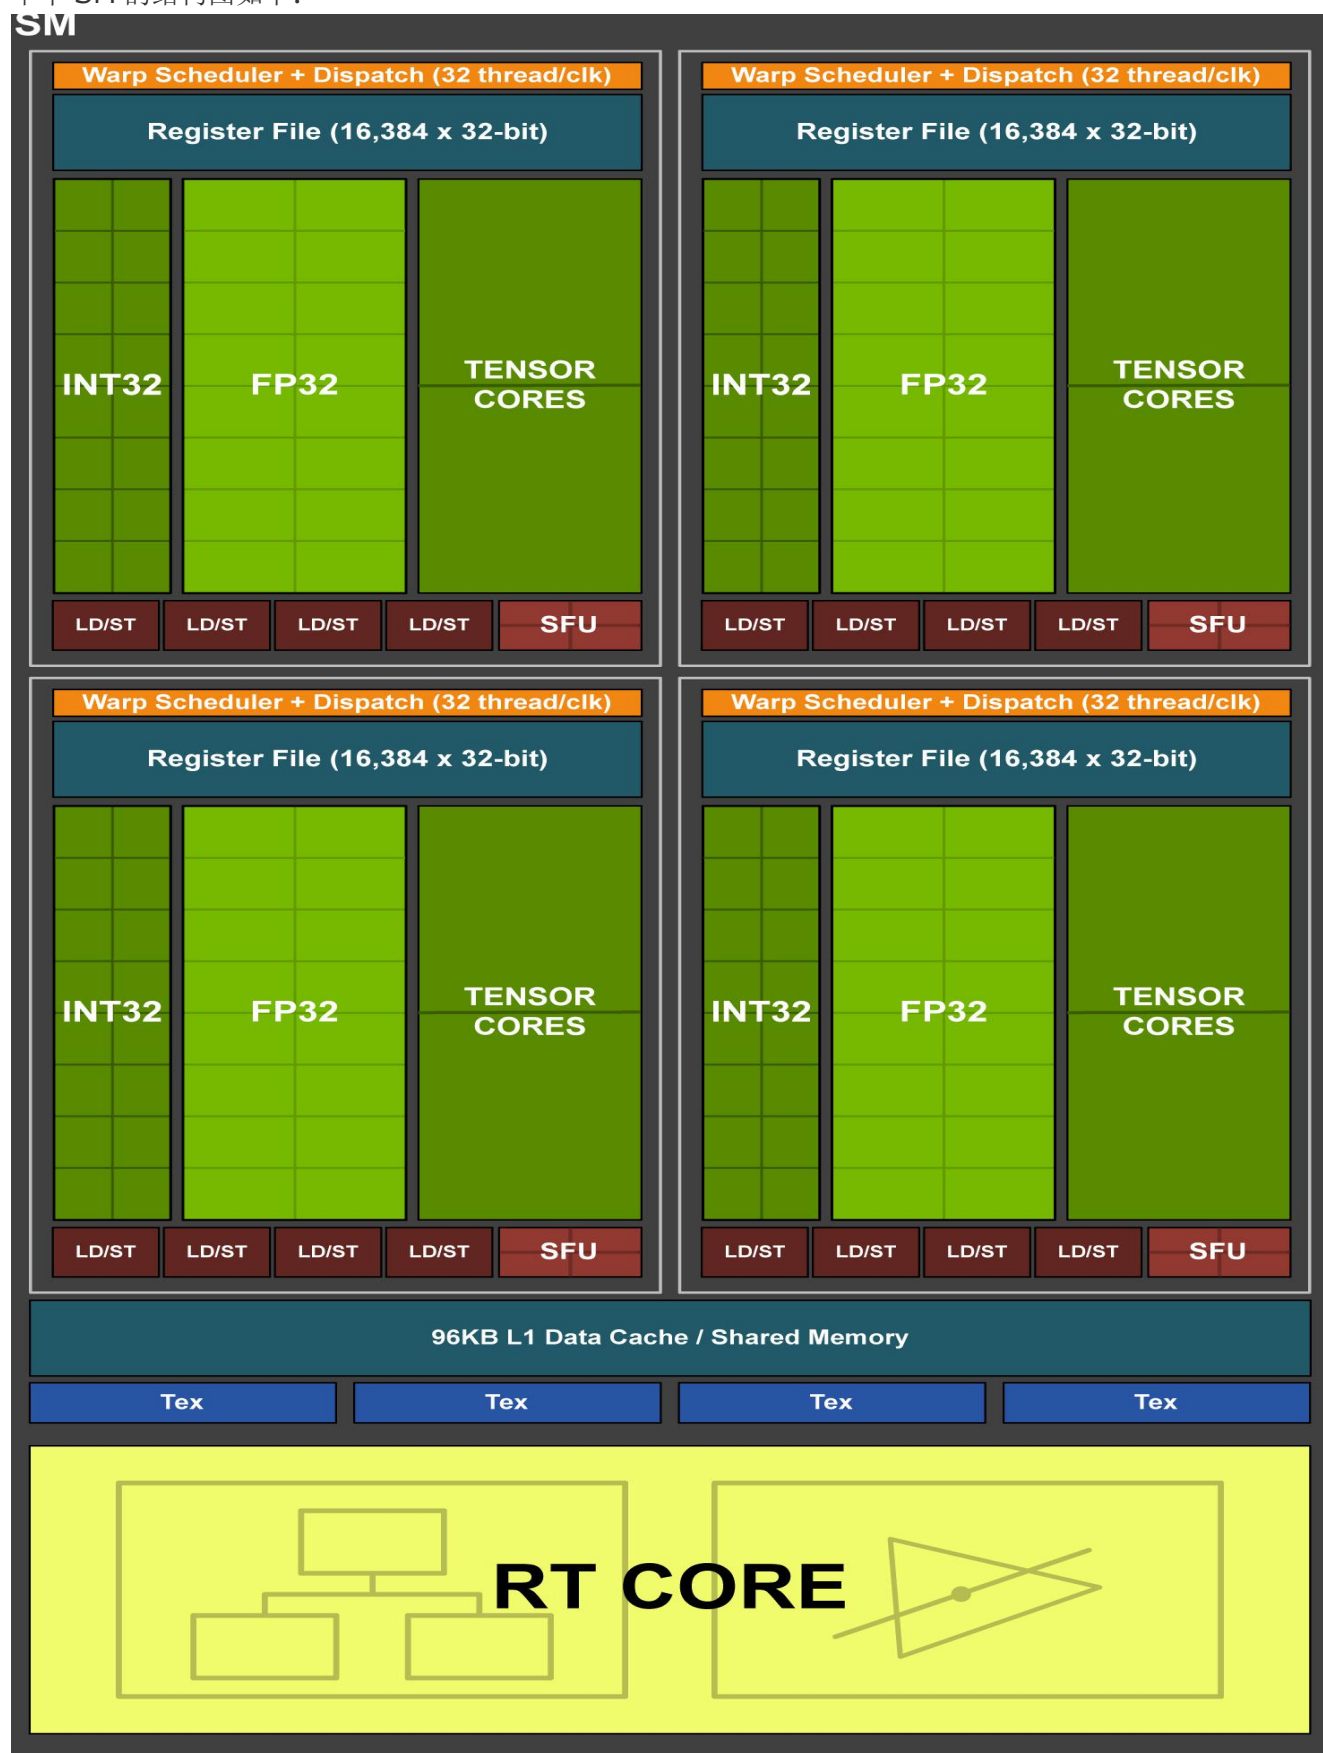 SM
Warp Scheduler + Dispatch (32 thread/clk)
Register File (16,384 x 32-bit)
INT32
FP32
TENSOR
CORES
LD/ST LD/ST LD/ST LD/ST SFU
Warp Scheduler + Dispatch (32 thread/clk)
Register File (16,384 x 32-bit)
INT32
FP32
TENSOR
CORES
LD/ST LD/ST LD/ST LD/ST SFU
Warp Scheduler + Dispatch (32 thread/clk)
Register File (16,384 x 32-bit)
INT32
FP32
TENSOR
CORES
LD/ST LD/ST LD/ST LD/ST SFU
Warp Scheduler + Dispatch (32 thread/clk)
Register File (16,384 x 32-bit)
INT32
FP32
TENSOR
CORES
LD/ST LD/ST LD/ST LD/ST SFU
96KB L1 Data Cache / Shared Memory
Tex Tex Tex Tex
RT CORE